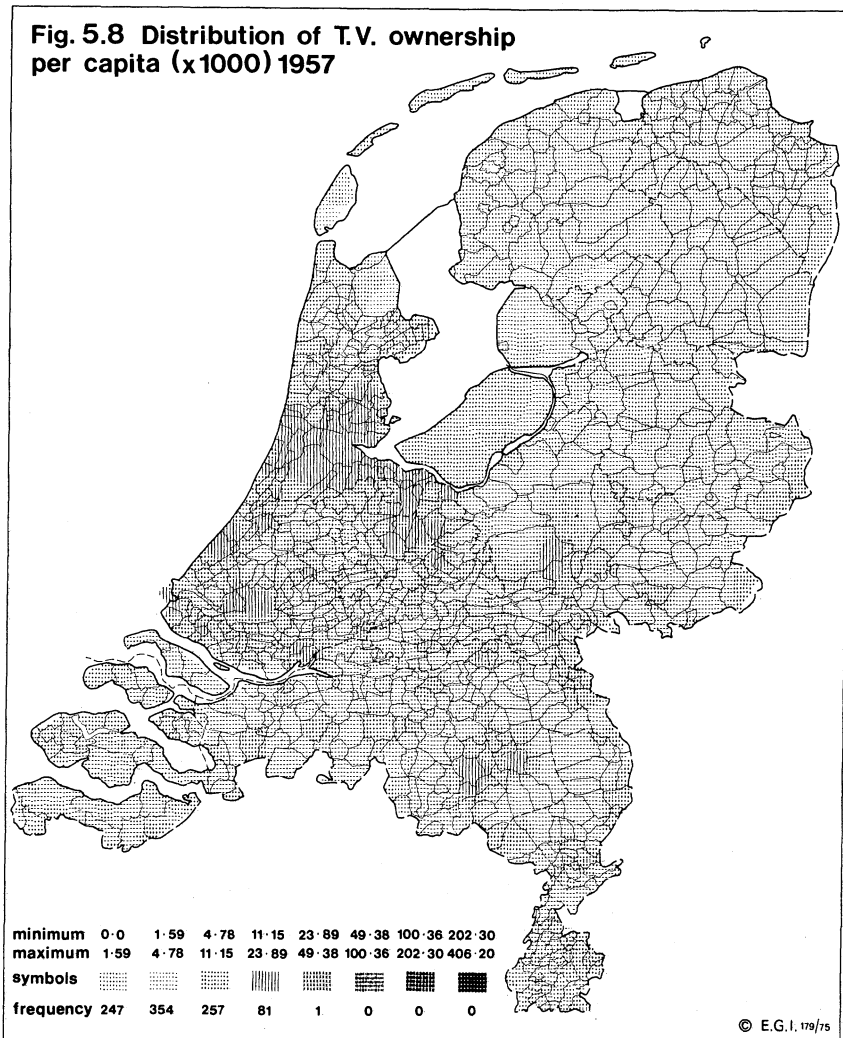 Fig. 5.8 Distribution of T.V. ownership
per capita (x1000) 1957
minimum 0·0 1·59 4·78 11·15 23·89 49·38 100·36 202·30
maximum 1·59 4·78 11·15 23·89 49·38 100·36 202·30 406·20
symbols
frequency 247 354 257 81 1 0 0 0
© E.G.I. 179/75